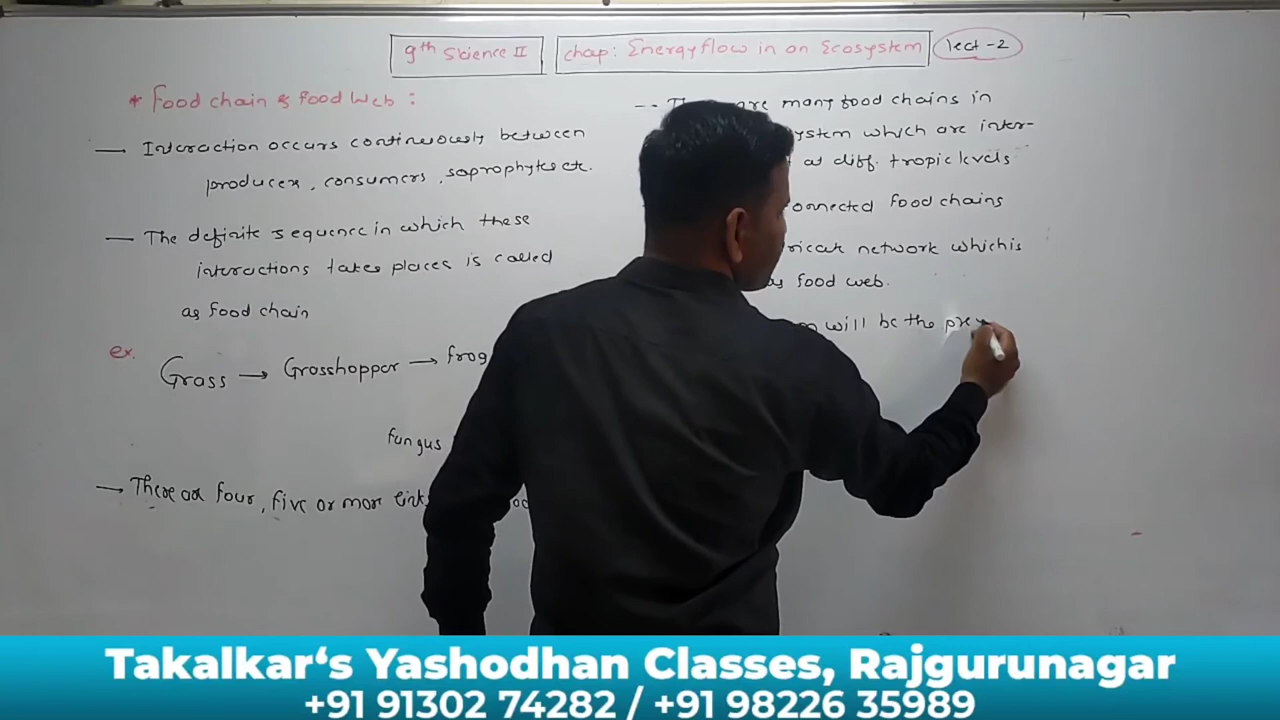 9th Science II
chap: Energy flow in an Ecosystem
lect - 2
* Food chain & food Web :
— Interaction occurs continuously between
producers, consumers, saprophytes etc.
— The definite sequence in which these
interactions takes places is called
as food chain
ex.
Grass → Grasshopper → frog
fungus
→ There are four, five or more links
-- are many food chains in
which are inter-
at diff. tropic levels
food chains
network which is
as food web.
will be the prey
Takalkar‘s Yashodhan Classes, Rajgurunagar
+91 91302 74282 / +91 98226 35989